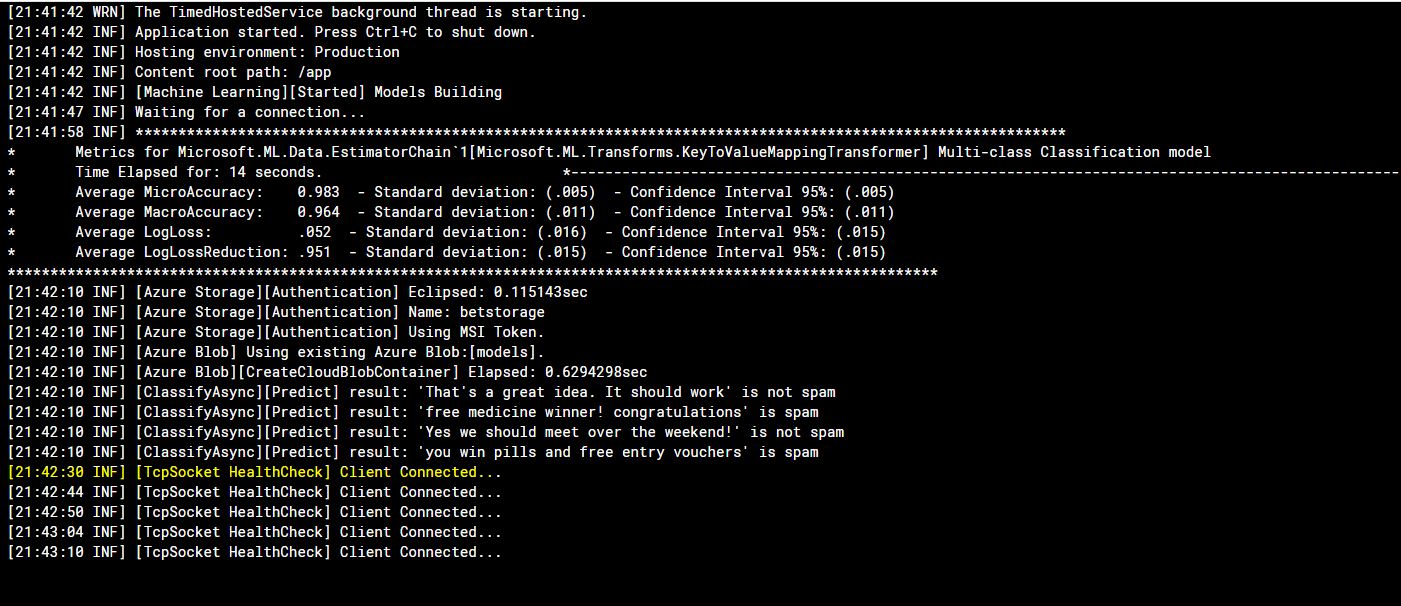 [21:41:42 WRN] The TimedHostedService background thread is starting.
[21:41:42 INF] Application started. Press Ctrl+C to shut down.
[21:41:42 INF] Hosting environment: Production
[21:41:42 INF] Content root path: /app
[21:41:42 INF] [Machine Learning][Started] Models Building
[21:41:47 INF] Waiting for a connection...
[21:41:58 INF] *************************************************************************************************************
*       Metrics for Microsoft.ML.Data.EstimatorChain`1[Microsoft.ML.Transforms.KeyToValueMappingTransformer] Multi-class Classification model
*       Time Elapsed for: 14 seconds.                            *-------------------------------------------------------------------------------------------------
*       Average MicroAccuracy:    0.983  - Standard deviation: (.005)  - Confidence Interval 95%: (.005)
*       Average MacroAccuracy:    0.964  - Standard deviation: (.011)  - Confidence Interval 95%: (.011)
*       Average LogLoss:          .052  - Standard deviation: (.016)  - Confidence Interval 95%: (.015)
*       Average LogLossReduction: .951  - Standard deviation: (.015)  - Confidence Interval 95%: (.015)
*************************************************************************************************************
[21:42:10 INF] [Azure Storage][Authentication] Eclipsed: 0.115143sec
[21:42:10 INF] [Azure Storage][Authentication] Name: betstorage
[21:42:10 INF] [Azure Storage][Authentication] Using MSI Token.
[21:42:10 INF] [Azure Blob] Using existing Azure Blob:[models].
[21:42:10 INF] [Azure Blob][CreateCloudBlobContainer] Elapsed: 0.6294298sec
[21:42:10 INF] [ClassifyAsync][Predict] result: 'That's a great idea. It should work' is not spam
[21:42:10 INF] [ClassifyAsync][Predict] result: 'free medicine winner! congratulations' is spam
[21:42:10 INF] [ClassifyAsync][Predict] result: 'Yes we should meet over the weekend!' is not spam
[21:42:10 INF] [ClassifyAsync][Predict] result: 'you win pills and free entry vouchers' is spam
[21:42:30 INF] [TcpSocket HealthCheck] Client Connected...
[21:42:44 INF] [TcpSocket HealthCheck] Client Connected...
[21:42:50 INF] [TcpSocket HealthCheck] Client Connected...
[21:43:04 INF] [TcpSocket HealthCheck] Client Connected...
[21:43:10 INF] [TcpSocket HealthCheck] Client Connected...